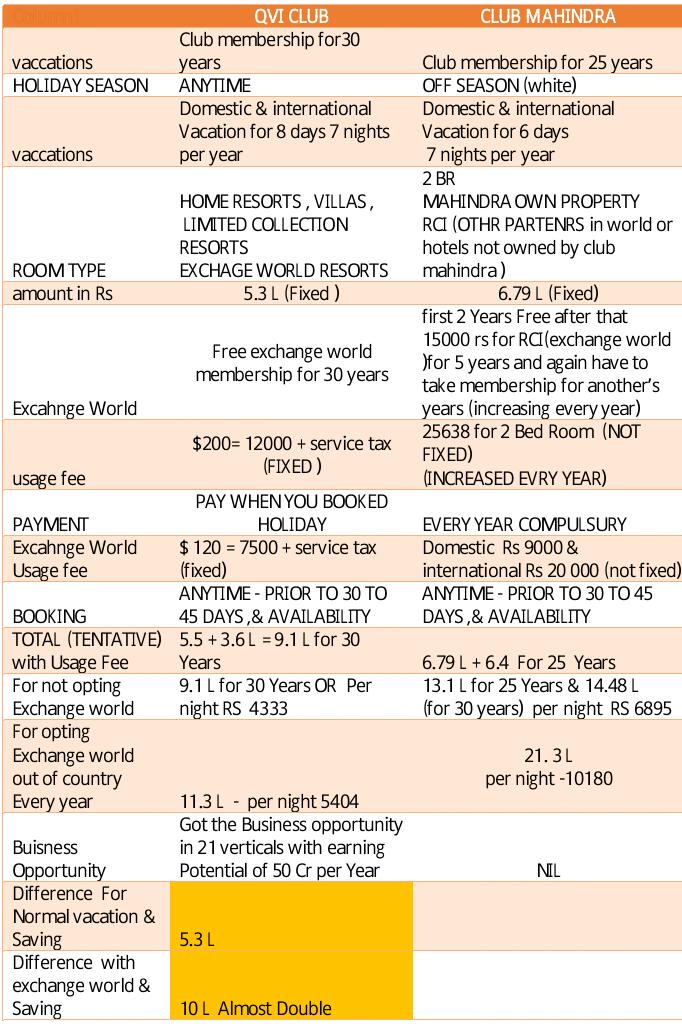 QVI CLUB
CLUB MAHINDRA
vaccations
Club membership for30
years
Club membership for 25 years
HOLIDAY SEASON
ANYTIME
OFF SEASON (white)
vaccations
Domestic & international
Vacation for 8 days 7 nights
per year
Domestic & international
Vacation for 6 days
7 nights per year
ROOM TYPE
HOME RESORTS , VILLAS ,
LIMITED COLLECTION
RESORTS
EXCHAGE WORLD RESORTS
2 BR
MAHINDRA OWN PROPERTY
RCI (OTHR PARTENRS in world or
hotels not owned by club
mahindra )
amount in Rs
5.3 L (Fixed )
6.79 L (Fixed)
Excahnge World
Free exchange world
membership for 30 years
first 2 Years Free after that
15000 rs for RCI(exchange world
)for 5 years and again have to
take membership for another's
years (increasing every year)
usage fee
$200= 12000 + service tax
(FIXED )
25638 for 2 Bed Room (NOT
FIXED)
(INCREASED EVRY YEAR)
PAYMENT
PAY WHEN YOU BOOKED
HOLIDAY
EVERY YEAR COMPULSURY
Excahnge World
Usage fee
$ 120 = 7500 + service tax
(fixed)
Domestic Rs 9000 &
international Rs 20 000 (not fixed)
BOOKING
ANYTIME - PRIOR TO 30 TO
45 DAYS ,& AVAILABILITY
ANYTIME - PRIOR TO 30 TO 45
DAYS ,& AVAILABILITY
TOTAL (TENTATIVE)
with Usage Fee
5.5 + 3.6 L = 9.1 L for 30
Years
6.79 L + 6.4 For 25 Years
For not opting
Exchange world
9.1 L for 30 Years OR Per
night RS 4333
13.1 L for 25 Years & 14.48 L
(for 30 years) per night RS 6895
For opting
Exchange world
out of country
Every year
11.3 L - per night 5404
21. 3 L
per night -10180
Buisness
Opportunity
Got the Business opportunity
in 21 verticals with earning
Potential of 50 Cr per Year
NIL
Difference For
Normal vacation &
Saving
5.3 L
Difference with
exchange world &
Saving
10 L Almost Double